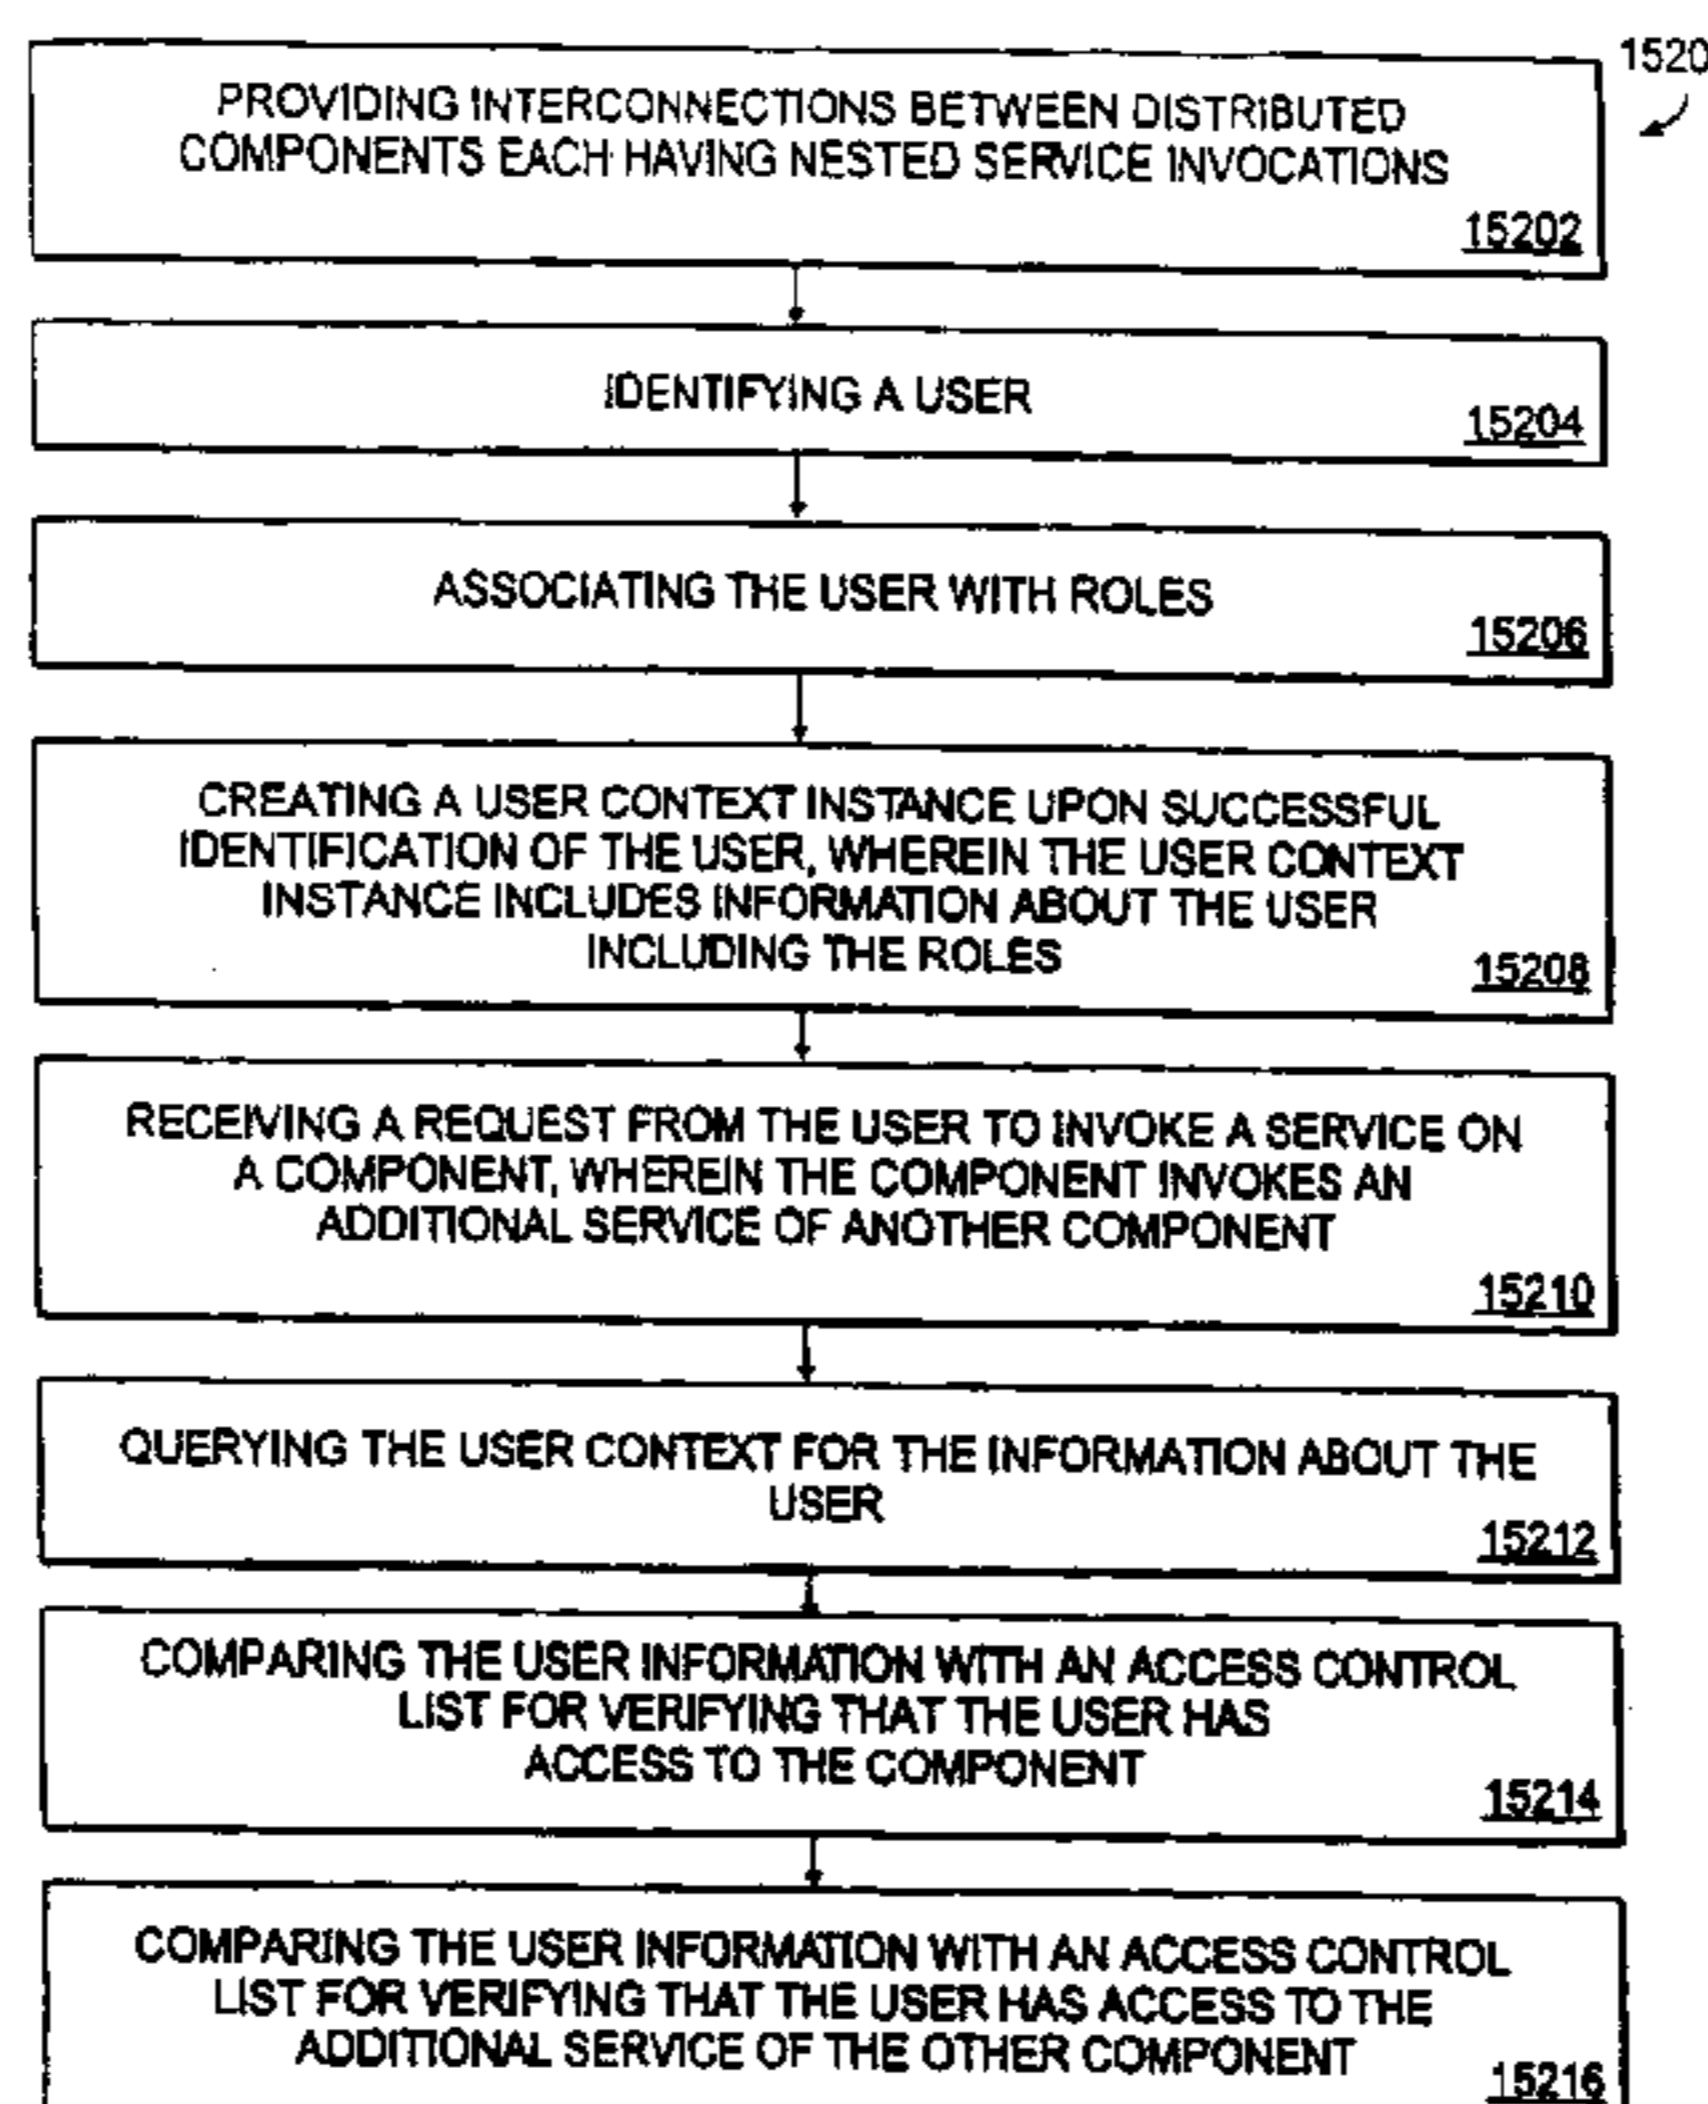 1520
PROVIDING INTERCONNECTIONS BETWEEN DISTRIBUTED
COMPONENTS EACH HAVING NESTED SERVICE INVOCATIONS
15202
IDENTIFYING A USER
15204
ASSOCIATING THE USER WITH ROLES
15206
CREATING A USER CONTEXT INSTANCE UPON SUCCESSFUL
IDENTIFICATION OF THE USER, WHEREIN THE USER CONTEXT
INSTANCE INCLUDES INFORMATION ABOUT THE USER
INCLUDING THE ROLES
15208
RECEIVING A REQUEST FROM THE USER TO INVOKE A SERVICE ON
A COMPONENT, WHEREIN THE COMPONENT INVOKES AN
ADDITIONAL SERVICE OF ANOTHER COMPONENT
15210
QUERYING THE USER CONTEXT FOR THE INFORMATION ABOUT THE
USER
15212
COMPARING THE USER INFORMATION WITH AN ACCESS CONTROL
LIST FOR VERIFYING THAT THE USER HAS
ACCESS TO THE COMPONENT
15214
COMPARING THE USER INFORMATION WITH AN ACCESS CONTROL
LIST FOR VERIFYING THAT THE USER HAS ACCESS TO THE
ADDITIONAL SERVICE OF THE OTHER COMPONENT
15216